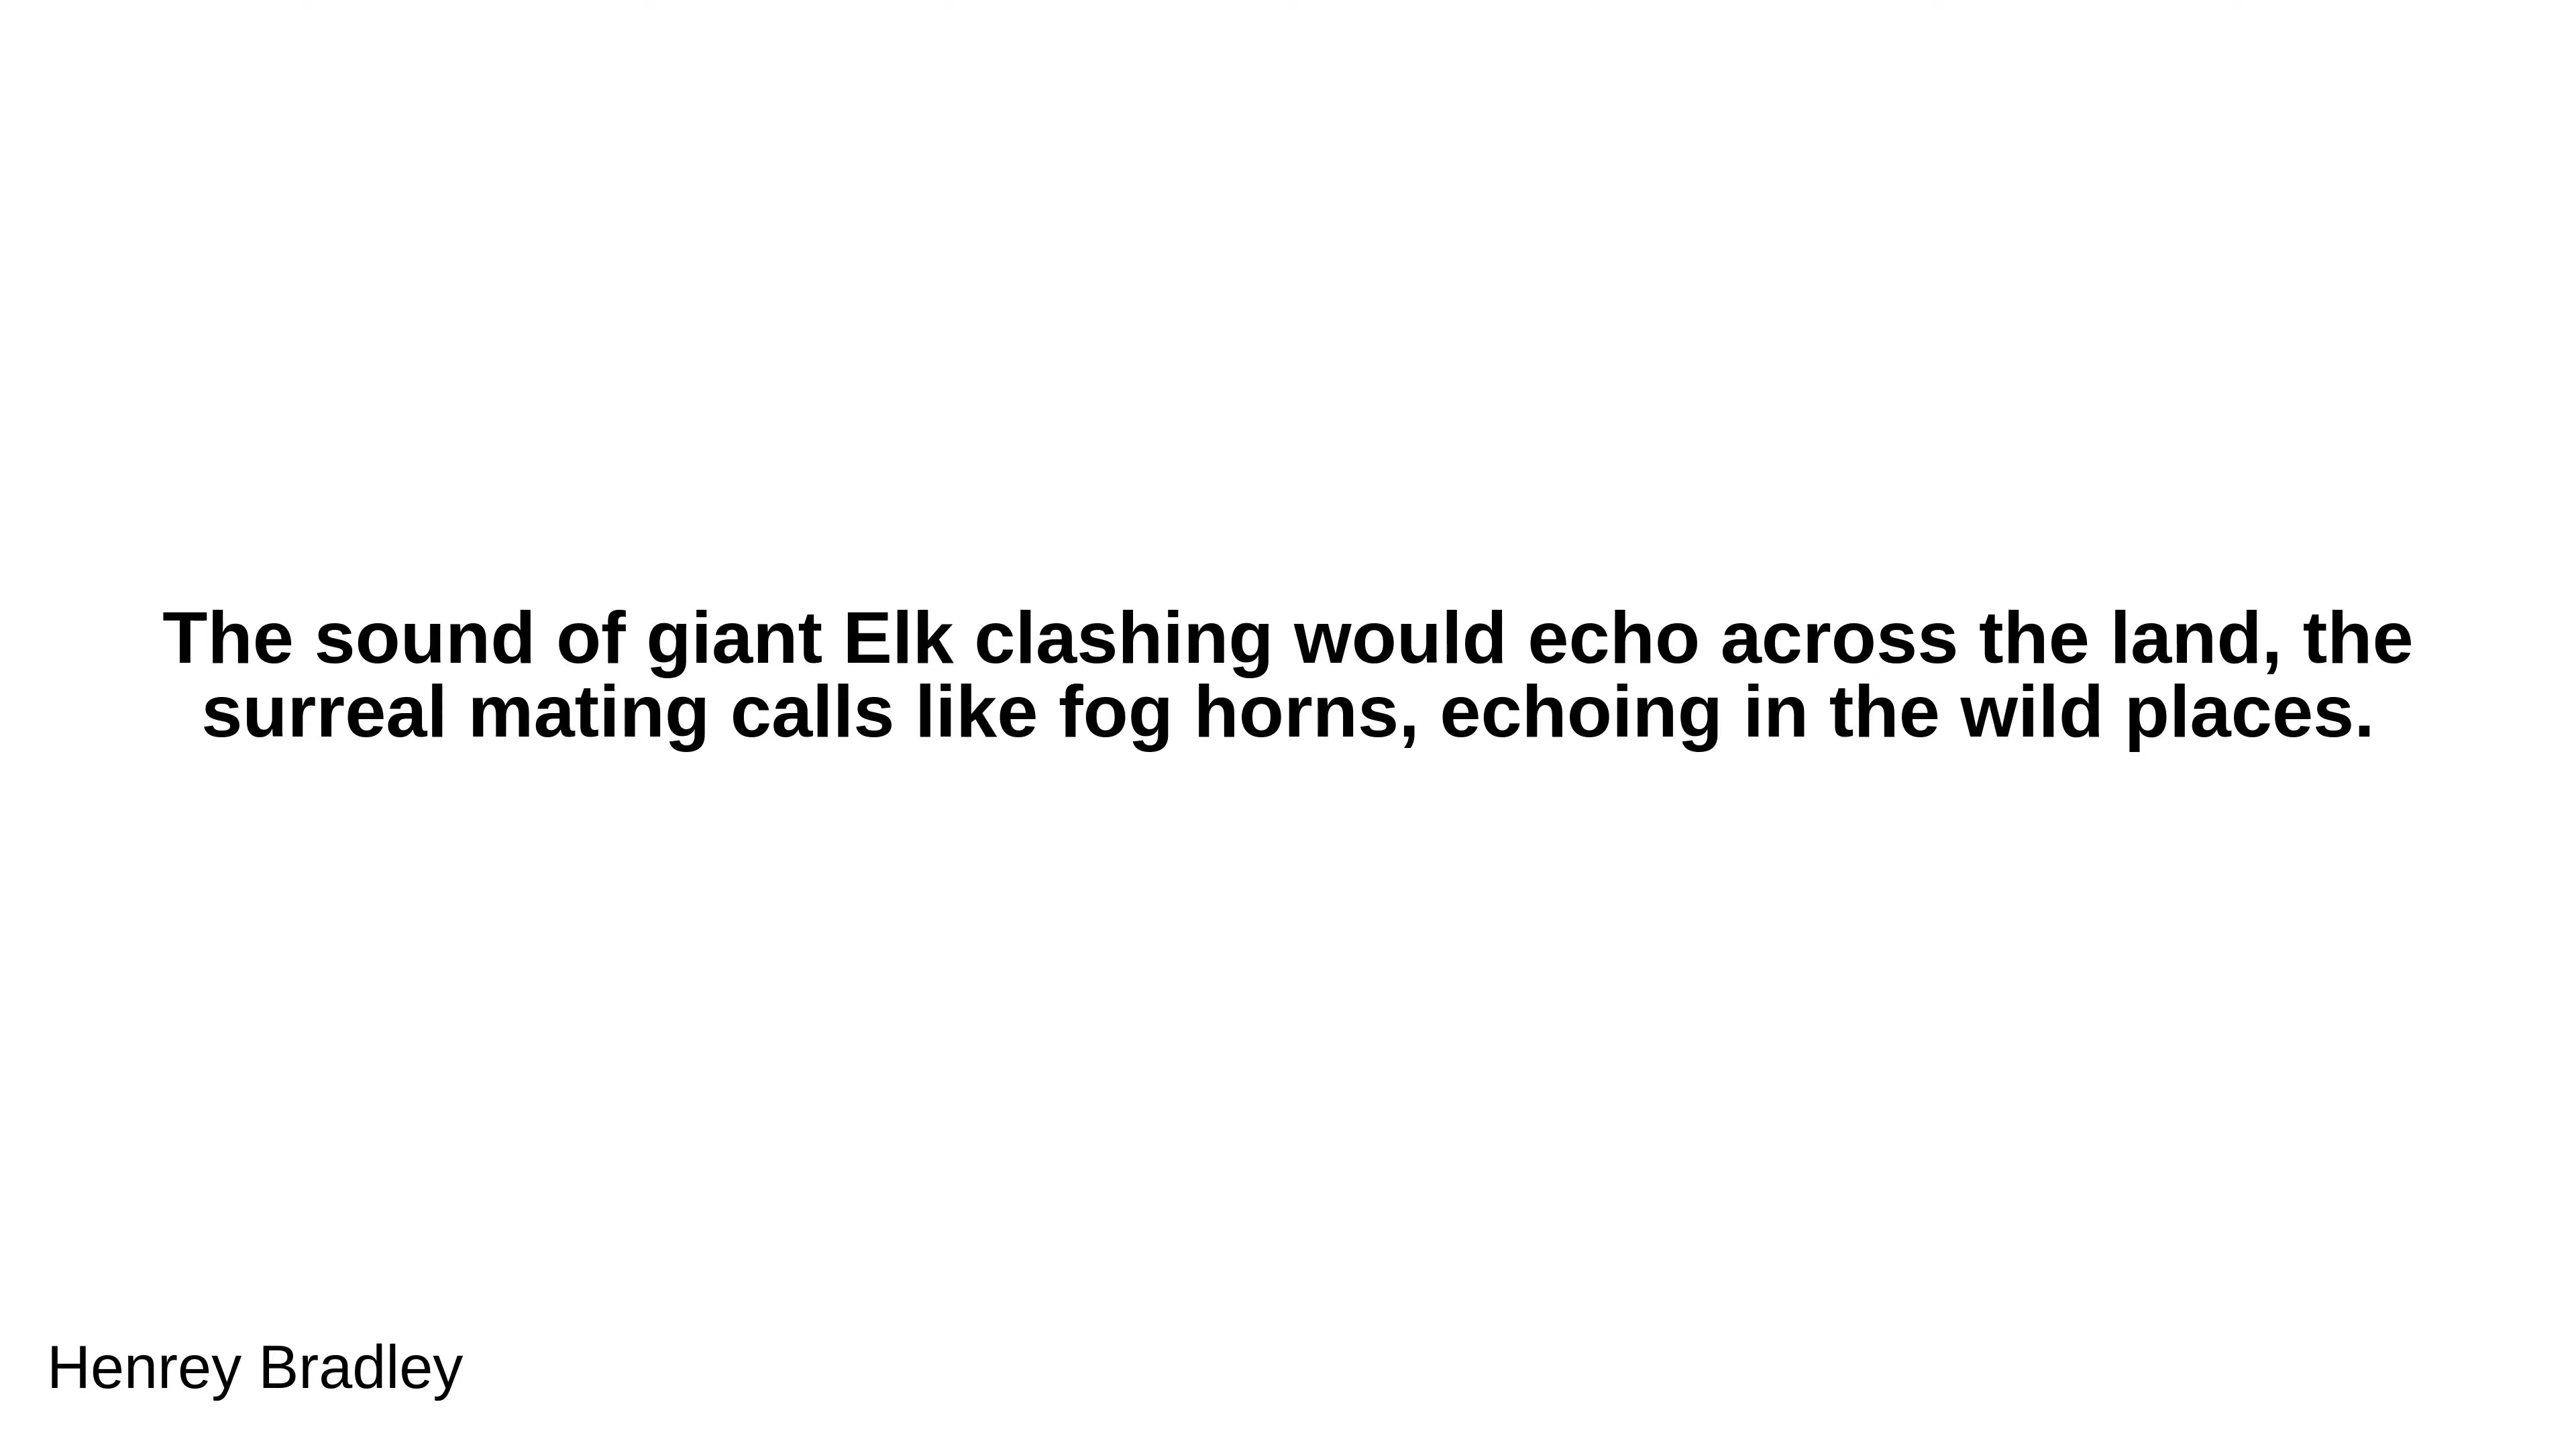 The sound of giant Elk clashing would echo across the land, the
surreal mating calls like fog horns, echoing in the wild places.
Henrey Bradley